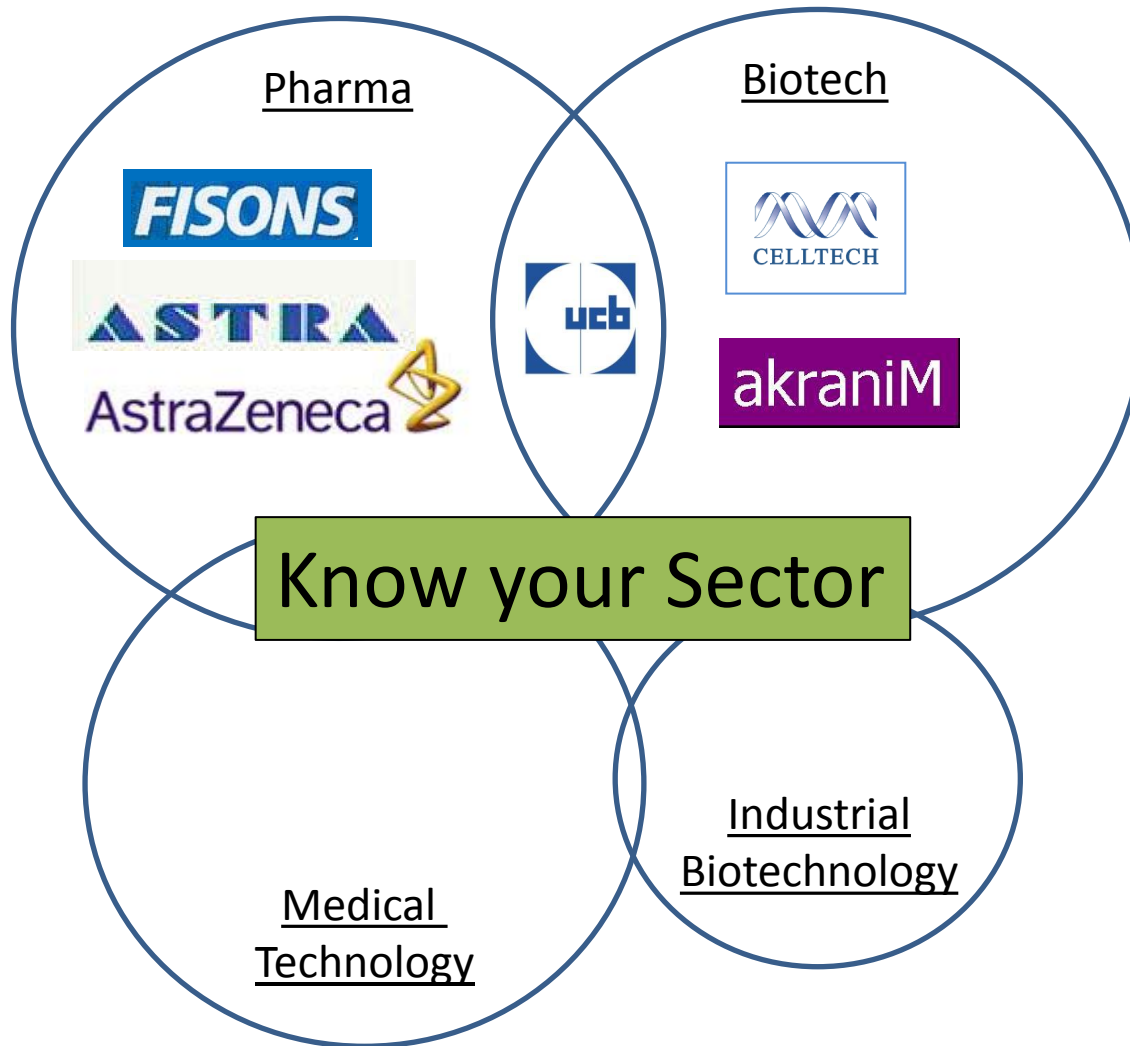 Pharma
Biotech
FISONS
ASTRA
AstraZeneca
ucb
CELLTECH
akraniM
Know your Sector
Industrial
Biotechnology
Medical
Technology